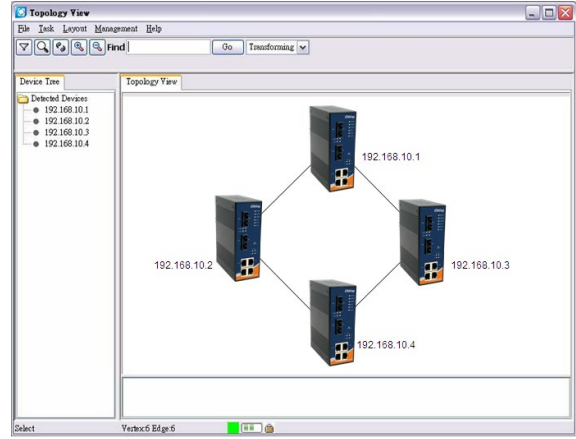 Topology View
File Task Layout Management Help
Find Go Transforming
Device Tree
Topology View
Detected Devices
192.168.10.1
192.168.10.2
192.168.10.3
192.168.10.4
192.168.10.1
192.168.10.2
192.168.10.3
192.168.10.4
Select Vertex:6 Edge:6